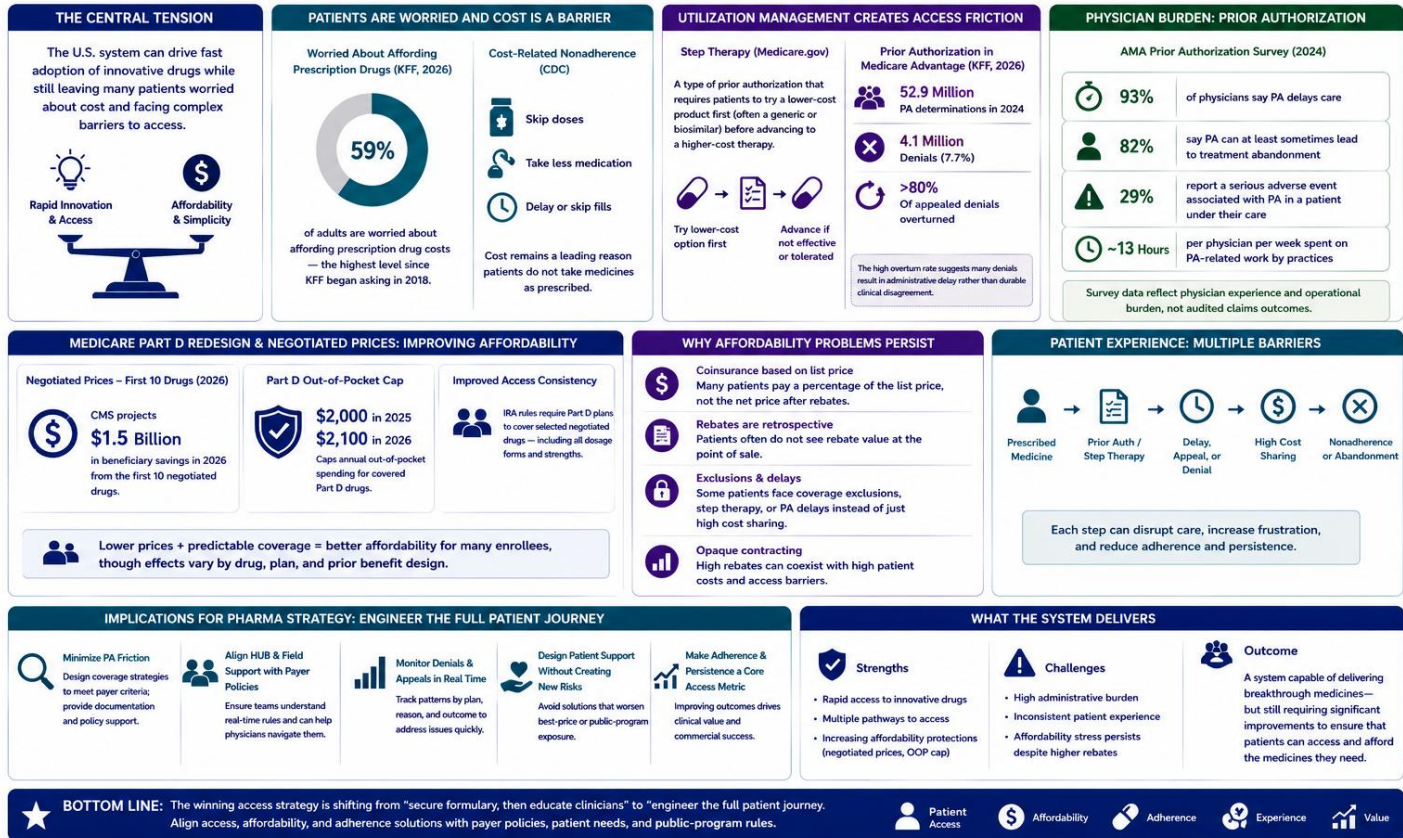 THE CENTRAL TENSION
The U.S. system can drive fast
adoption of innovative drugs while
still leaving many patients worried
about cost and facing complex
barriers to access.
Rapid Innovation
& Access
Affordability
& Simplicity
PATIENTS ARE WORRIED AND COST IS A BARRIER
Worried About Affording
Prescription Drugs (KFF, 2026)
59%
of adults are worried about
affording prescription drug costs
— the highest level since
KFF began asking in 2018.
Cost-Related Nonadherence
(CDC)
Skip doses
Take less medication
Delay or skip fills
Cost remains a leading reason
patients do not take medicines
as prescribed.
UTILIZATION MANAGEMENT CREATES ACCESS FRICTION
Step Therapy (Medicare.gov)
A type of prior authorization that
requires patients to try a lower-cost
product first (often a generic or
biosimilar) before advancing to
a higher-cost therapy.
Try lower-cost
option first
Advance if
not effective
or tolerated
Prior Authorization in
Medicare Advantage (KFF, 2026)
52.9 Million
PA determinations in 2024
4.1 Million
Denials (7.7%)
>80%
Of appealed denials
overturned
The high overturn rate suggests many denials
result in administrative delay rather than durable
clinical disagreement.
PHYSICIAN BURDEN: PRIOR AUTHORIZATION
AMA Prior Authorization Survey (2024)
93%
of physicians say PA delays care
82%
say PA can at least sometimes lead
to treatment abandonment
29%
report a serious adverse event
associated with PA in a patient
under their care
~13 Hours
per physician per week spent on
PA-related work by practices
Survey data reflect physician experience and operational
burden, not audited claims outcomes.
MEDICARE PART D REDESIGN & NEGOTIATED PRICES: IMPROVING AFFORDABILITY
Negotiated Prices – First 10 Drugs (2026)
CMS projects
$1.5 Billion
in beneficiary savings in 2026
from the first 10 negotiated
drugs.
Part D Out-of-Pocket Cap
$2,000 in 2025
$2,100 in 2026
Caps annual out-of-pocket
spending for covered
Part D drugs.
Improved Access Consistency
IRA rules require Part D plans
to cover selected negotiated
drugs — including all dosage
forms and strengths.
Lower prices + predictable coverage = better affordability for many enrollees,
though effects vary by drug, plan, and prior benefit design.
WHY AFFORDABILITY PROBLEMS PERSIST
Coinsurance based on list price
Many patients pay a percentage of the list price,
not the net price after rebates.
Rebates are retrospective
Patients often do not see rebate value at the
point of sale.
Exclusions & delays
Some patients face coverage exclusions,
step therapy, or PA delays instead of just
high cost sharing.
Opaque contracting
High rebates can coexist with high patient
costs and access barriers.
PATIENT EXPERIENCE: MULTIPLE BARRIERS
Prescribed
Medicine
Prior Auth /
Step Therapy
Delay,
Appeal, or
Denial
High Cost
Sharing
Nonadherence
or Abandonment
Each step can disrupt care, increase frustration,
and reduce adherence and persistence.
IMPLICATIONS FOR PHARMA STRATEGY: ENGINEER THE FULL PATIENT JOURNEY
Minimize PA Friction
Design coverage strategies
to meet payer criteria;
provide documentation
and policy support.
Align HUB & Field
Support with Payer
Policies
Ensure teams understand
real-time rules and can help
physicians navigate them.
Monitor Denials &
Appeals in Real Time
Track patterns by plan,
reason, and outcome to
address issues quickly.
Design Patient Support
Without Creating
New Risks
Avoid solutions that worsen
best-price or public-program
exposure.
Make Adherence &
Persistence a Core
Access Metric
Improving outcomes drives
clinical value and
commercial success.
WHAT THE SYSTEM DELIVERS
Strengths
• Rapid access to innovative drugs
• Multiple pathways to access
• Increasing affordability protections
(negotiated prices, OOP cap)
Challenges
• High administrative burden
• Inconsistent patient experience
• Affordability stress persists
despite higher rebates
Outcome
A system capable of delivering
breakthrough medicines—
but still requiring significant
improvements to ensure that
patients can access and afford
the medicines they need.
BOTTOM LINE: The winning access strategy is shifting from “secure formulary, then educate clinicians” to “engineer the full patient journey.
Align access, affordability, and adherence solutions with payer policies, patient needs, and public-program rules.
Patient
Access
Affordability
Adherence
Experience
Value